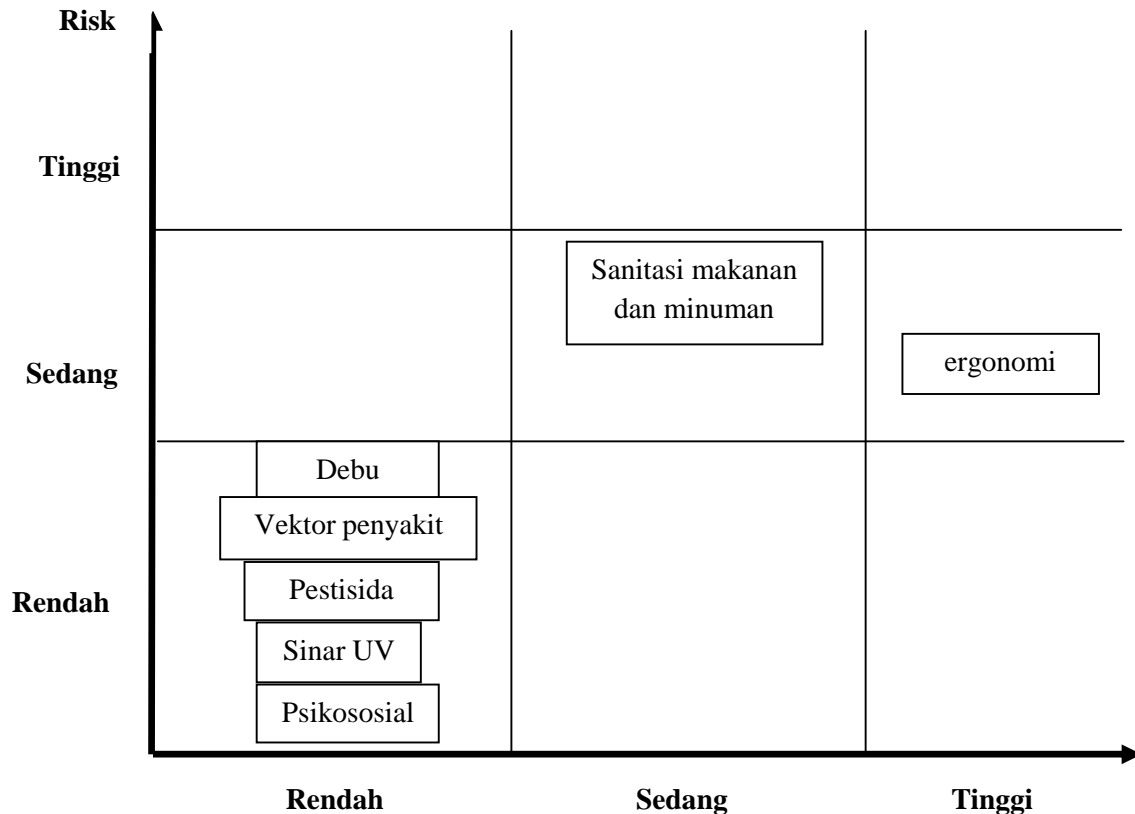 Risk
Tinggi
Sanitasi makanan
dan minuman
ergonomi
Sedang
Debu
Vektor penyakit
Pestisida
Rendah
Sinar UV
Psikososial
Rendah
Sedang
Tinggi